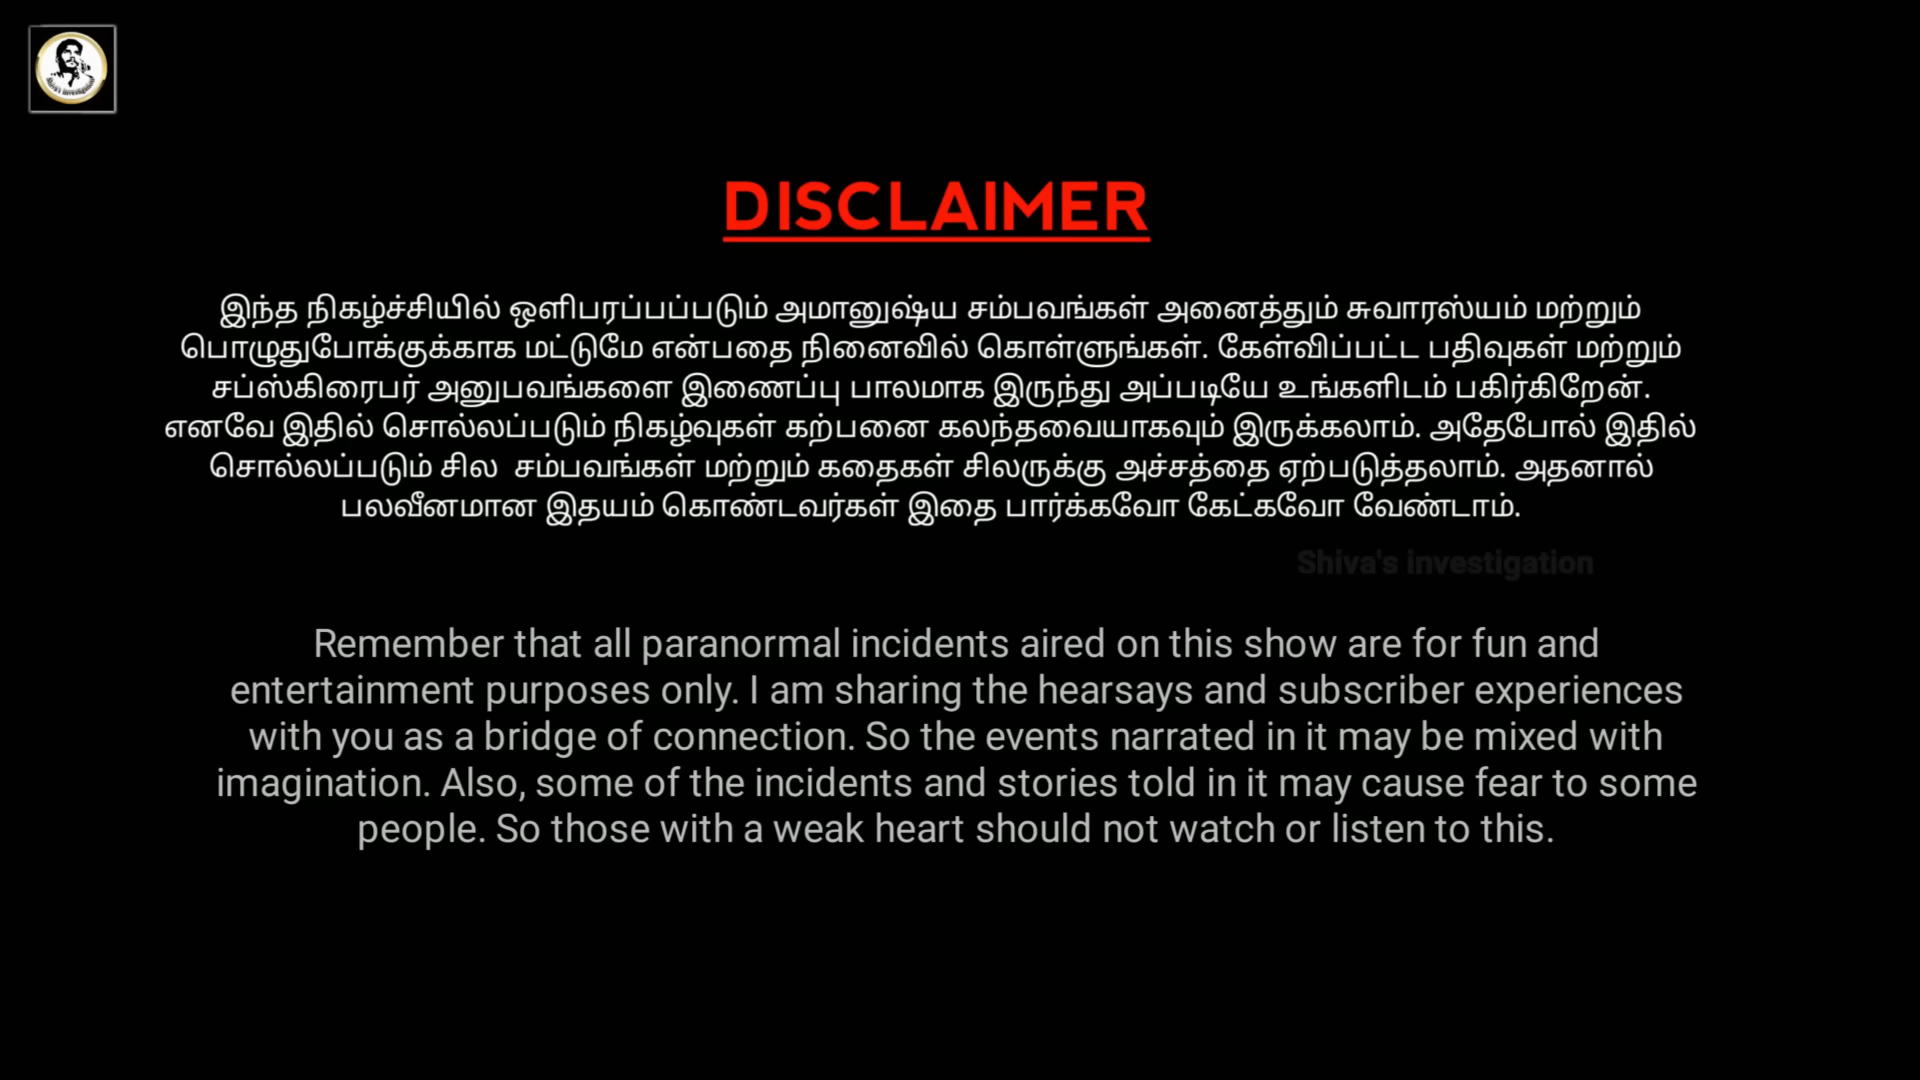 Shiva's investigation
DISCLAIMER
இந்த நிகழ்ச்சியில் ஒளிபரப்பப்படும் அமானுஷ்ய சம்பவங்கள் அனைத்தும் சுவாரஸ்யம் மற்றும்
பொழுதுபோக்குக்காக மட்டுமே என்பதை நினைவில் கொள்ளுங்கள். கேள்விப்பட்ட பதிவுகள் மற்றும்
சப்ஸ்கிரைபர் அனுபவங்களை இணைப்பு பாலமாக இருந்து அப்படியே உங்களிடம் பகிர்கிறேன்.
எனவே இதில் சொல்லப்படும் நிகழ்வுகள் கற்பனை கலந்தவையாகவும் இருக்கலாம். அதேபோல் இதில்
சொல்லப்படும் சில சம்பவங்கள் மற்றும் கதைகள் சிலருக்கு அச்சத்தை ஏற்படுத்தலாம். அதனால்
பலவீனமான இதயம் கொண்டவர்கள் இதை பார்க்கவோ கேட்கவோ வேண்டாம்.
Shiva's investigation
Remember that all paranormal incidents aired on this show are for fun and
entertainment purposes only. I am sharing the hearsays and subscriber experiences
with you as a bridge of connection. So the events narrated in it may be mixed with
imagination. Also, some of the incidents and stories told in it may cause fear to some
people. So those with a weak heart should not watch or listen to this.